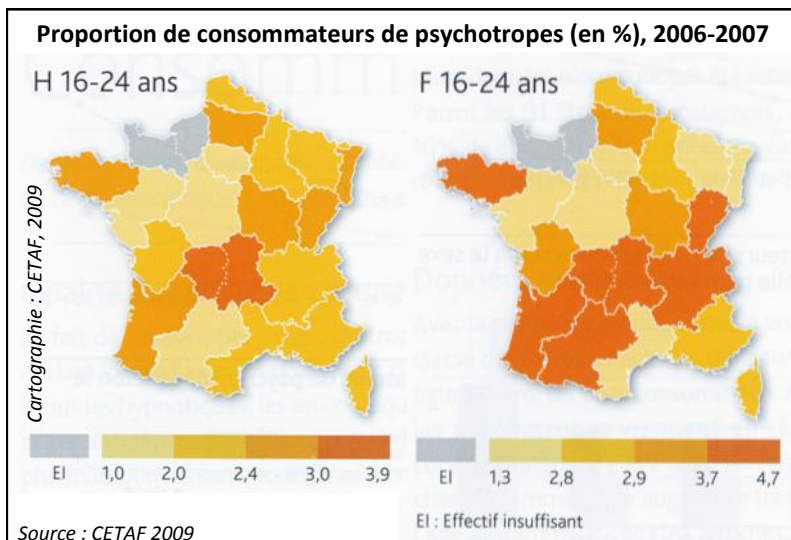 Proportion de consommateurs de psychotropes (en %), 2006-2007
H 16-24 ans
F 16-24 ans
Cartographie : CETAF, 2009
EI 1,0 2,0 2,4 3,0 3,9
EI 1,3 2,8 2,9 3,7 4,7
Source : CETAF 2009
EI : Effectif insuffisant